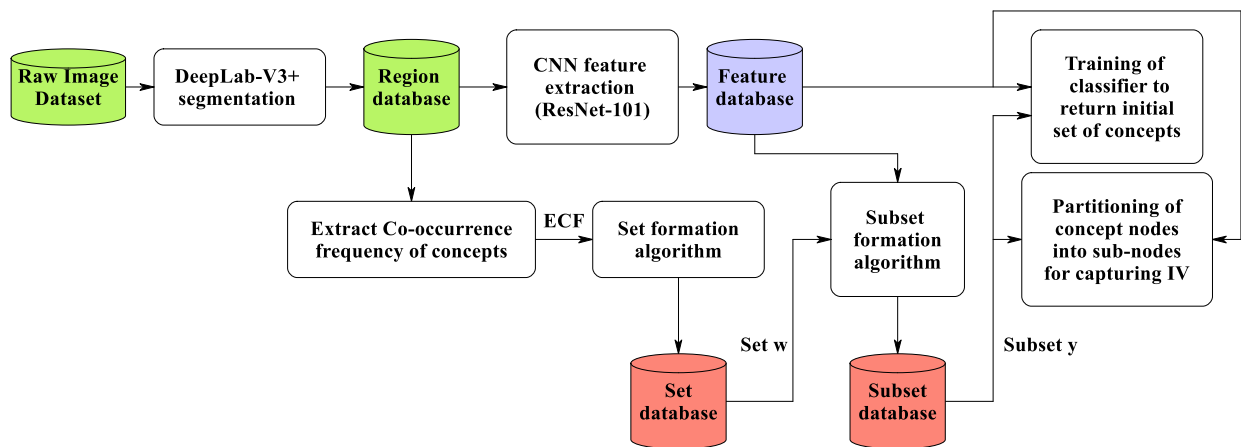 Raw Image
Dataset
DeepLab-V3+
segmentation
Region
database
CNN feature
extraction
(ResNet-101)
Feature
database
Training of
classifier to
return initial
set of concepts
Extract Co-occurrence
frequency of concepts
ECF
Set formation
algorithm
Subset
formation
algorithm
Partitioning of
concept nodes
into sub-nodes
for capturing IV
Set
database
Set w
Subset
database
Subset y